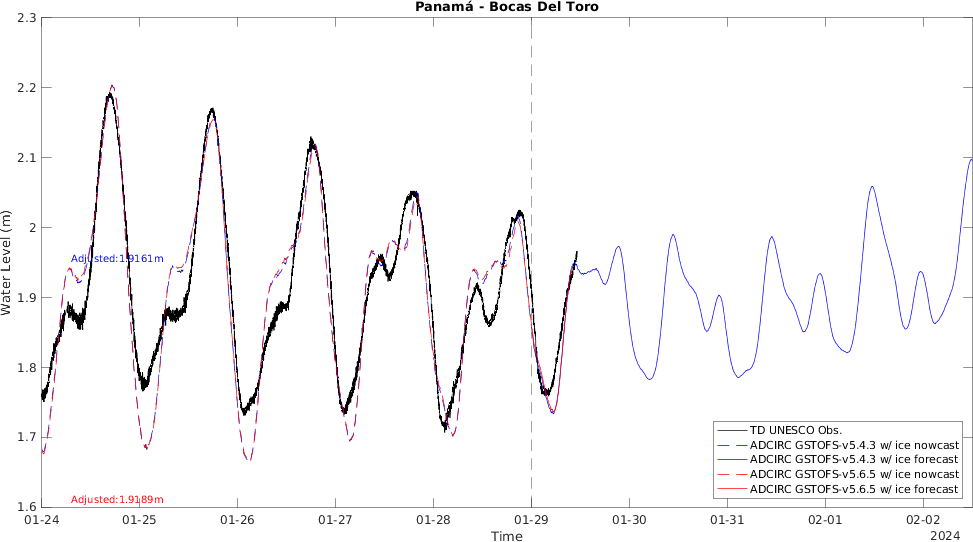 Panamá - Bocas Del Toro
2.3
2.2
2.1
2
1.9
1.8
1.7
1.6
Water Level (m)
Adjusted:1.9161m
Adjusted:1.9189m
TD UNESCO Obs.
ADCIRC GSTOFS-v5.4.3 w/ ice nowcast
ADCIRC GSTOFS-v5.4.3 w/ ice forecast
ADCIRC GSTOFS-v5.6.5 w/ ice nowcast
ADCIRC GSTOFS-v5.6.5 w/ ice forecast
01-24 01-25 01-26 01-27 01-28 01-29 01-30 01-31 02-01 02-02
Time
2024